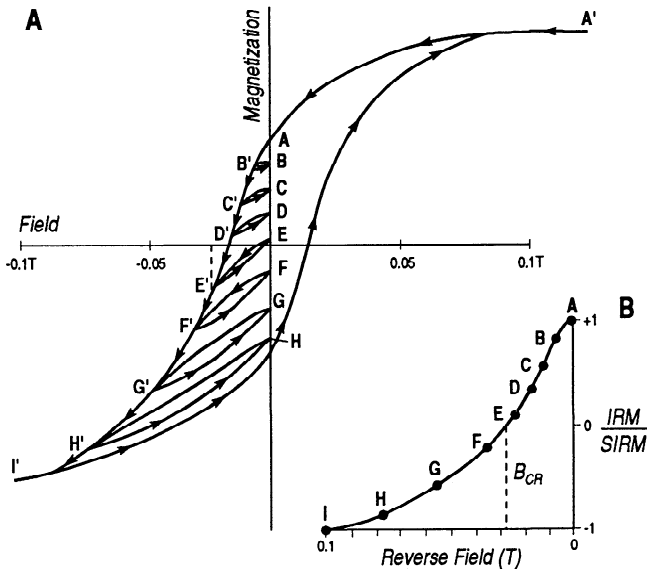 A
A'
Magnetization
A
B' B
C' C
D' D
E
Field
-0.1T -0.05 0.05 0.1T
E' F
F' G
H
G'
H'
I'
B
A +1
B
C
D
E 0 IRM
SIRM
F
BCR
G
H
I -1
0.1 0
Reverse Field (T)